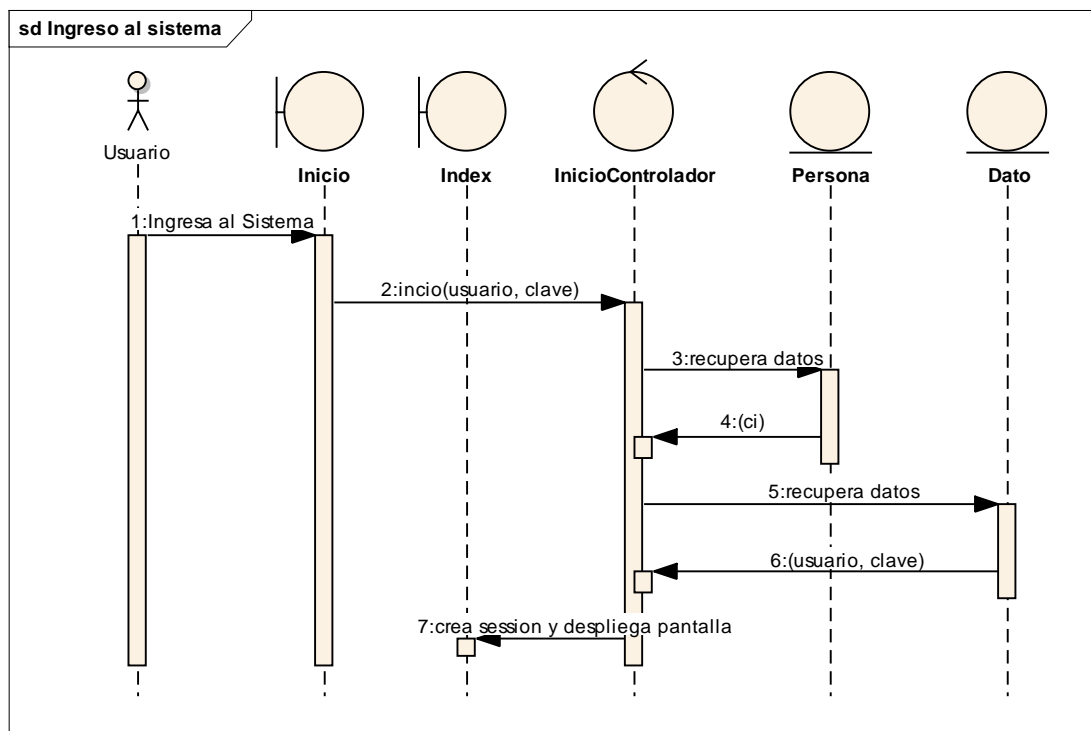 sd Ingreso al sistema
Usuario
Inicio
Index
InicioControlador
Persona
Dato
1:Ingresa al Sistema
2:incio(usuario, clave)
3:recupera datos
4:(ci)
5:recupera datos
6:(usuario, clave)
7:crea session y despliega pantalla